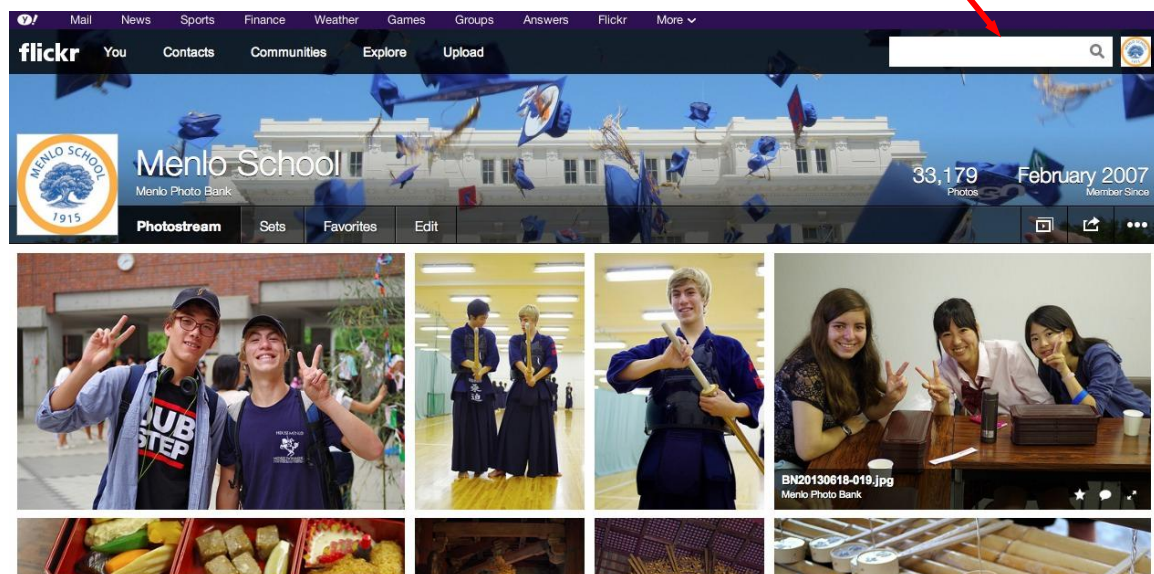 Y! Mail News Sports Finance Weather Games Groups Answers Flickr More
flickr You Contacts Communities Explore Upload
MENLO SCHOOL
1915
Menlo School
Menlo Photo Bank
33,179
Photos
February 2007
Member Since
Photostream Sets Favorites Edit
DUB
STEP
BN20130618-019.jpg
Menlo Photo Bank